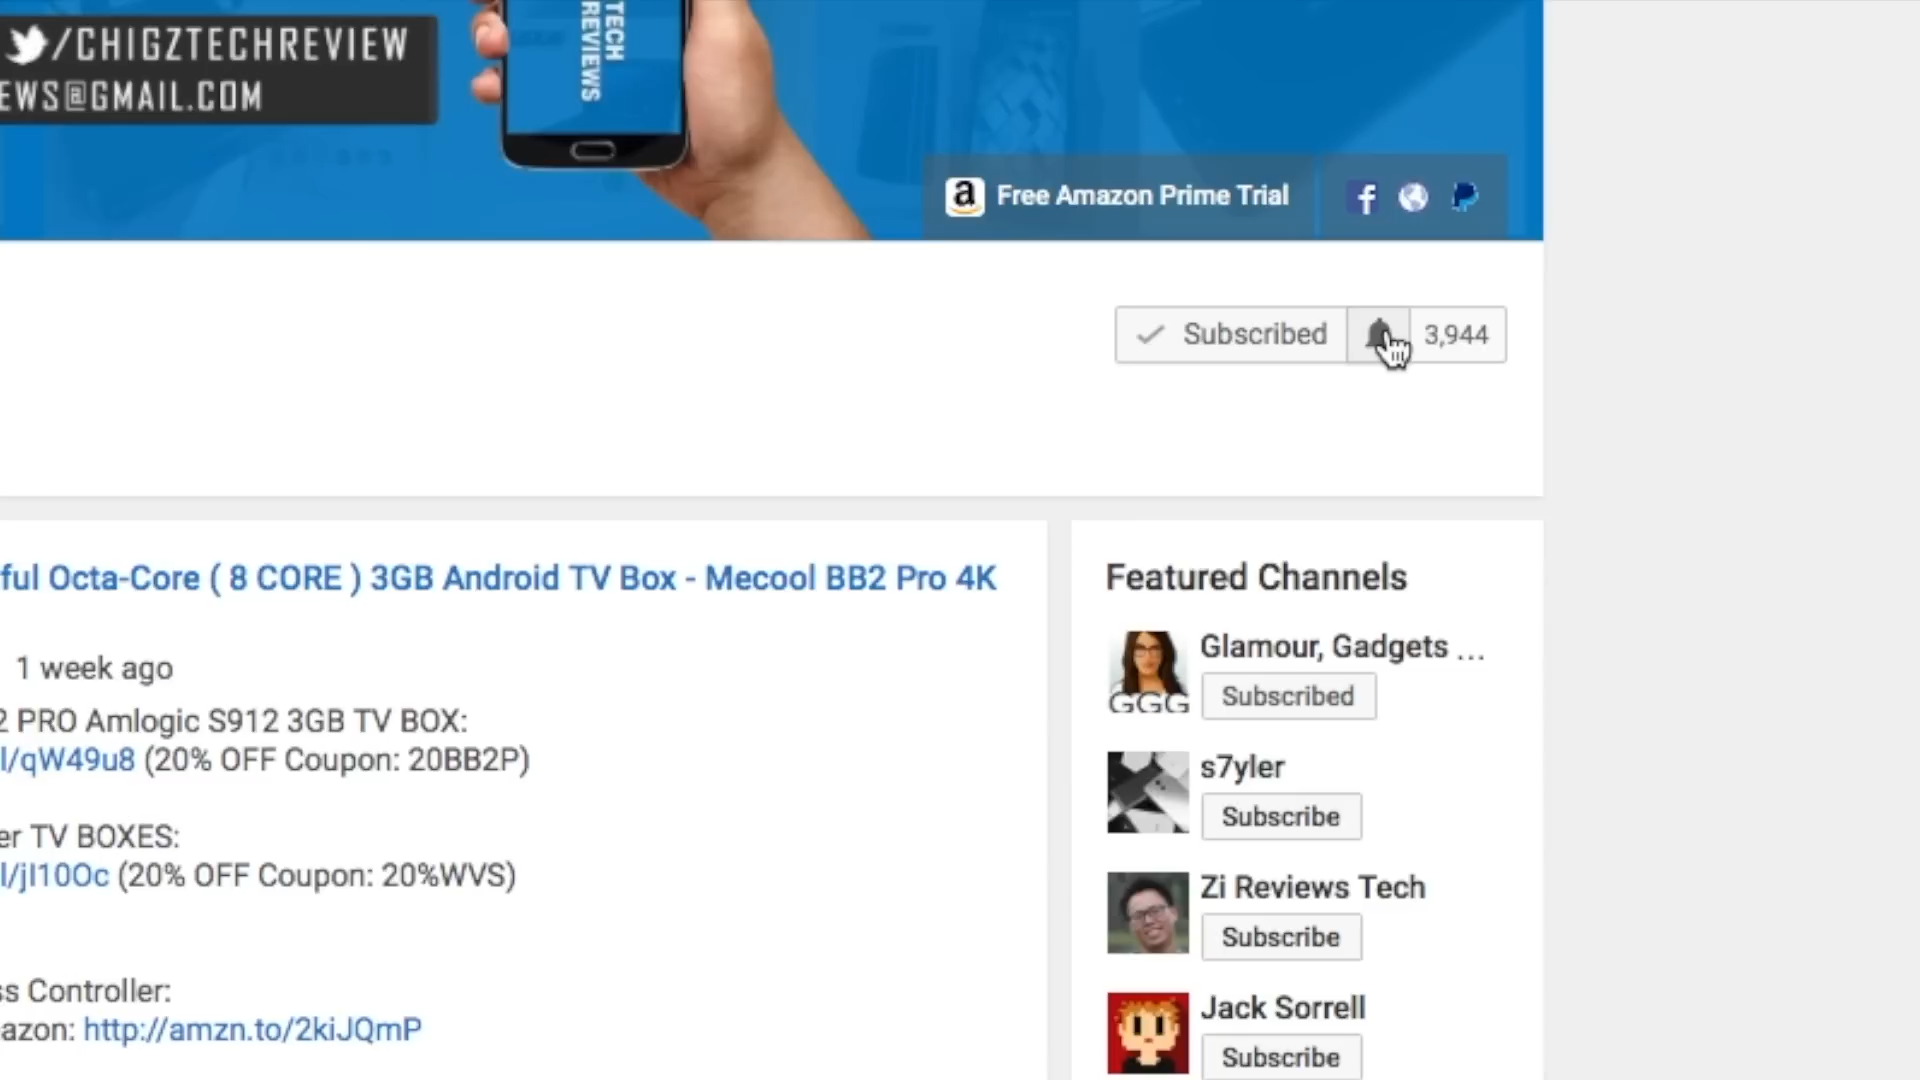 /CHIGZTECHREVIEW
EWS@GMAIL.COM
TECH
REVIEWS
a Free Amazon Prime Trial
Subscribed 3,944
ful Octa-Core ( 8 CORE ) 3GB Android TV Box - Mecool BB2 Pro 4K
1 week ago
2 PRO Amlogic S912 3GB TV BOX:
l/qW49u8 (20% OFF Coupon: 20BB2P)
er TV BOXES:
l/jI10Oc (20% OFF Coupon: 20%WVS)
ss Controller:
azon: http://amzn.to/2kiJQmP
Featured Channels
Glamour, Gadgets ...
GGG
Subscribed
s7yler
Subscribe
Zi Reviews Tech
Subscribe
Jack Sorrell
Subscribe